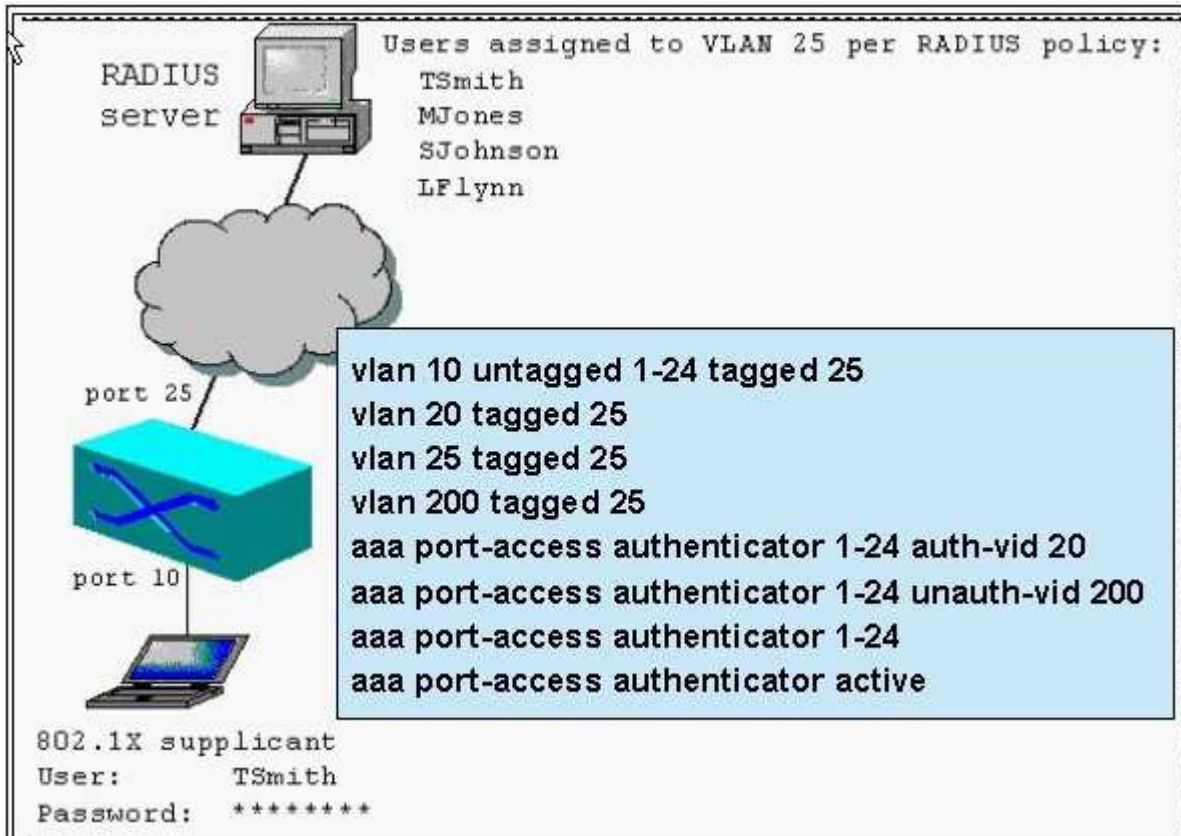 Users assigned to VLAN 25 per RADIUS policy:
RADIUS
server
TSmith
MJones
SJohnson
LFlynn
port 25
vlan 10 untagged 1-24 tagged 25
vlan 20 tagged 25
vlan 25 tagged 25
vlan 200 tagged 25
aaa port-access authenticator 1-24 auth-vid 20
aaa port-access authenticator 1-24 unauth-vid 200
aaa port-access authenticator 1-24
aaa port-access authenticator active
port 10
802.1X supplicant
User: TSmith
Password: ********